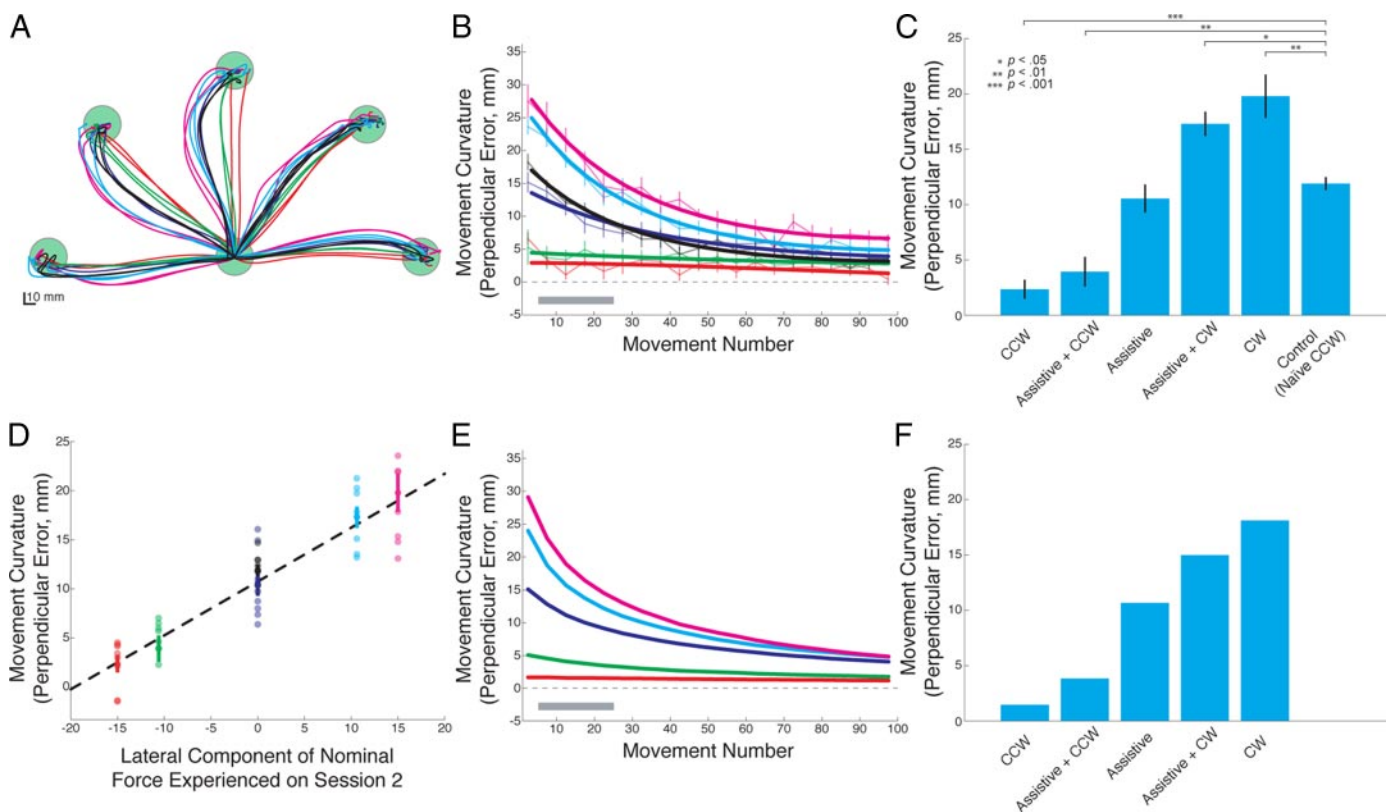 A
10 mm
B
Movement Curvature
(Perpendicular Error, mm)
35
30
25
20
15
10
5
0
-5
10 20 30 40 50 60 70 80 90 100
Movement Number
C
Movement Curvature
(Perpendicular Error, mm)
25
20
15
10
5
0
***
**
*
**
* p < .05
** p < .01
*** p < .001
CCW
Assistive + CCW
Assistive
Assistive + CW
CW
Control
(Naïve CCW)
D
Movement Curvature
(Perpendicular Error, mm)
25
20
15
10
5
0
-20 -15 -10 -5 0 5 10 15 20
Lateral Component of Nominal
Force Experienced on Session 2
E
Movement Curvature
(Perpendicular Error, mm)
35
30
25
20
15
10
5
0
-5
10 20 30 40 50 60 70 80 90 100
Movement Number
F
Movement Curvature
(Perpendicular Error, mm)
25
20
15
10
5
0
CCW
Assistive + CCW
Assistive
Assistive + CW
CW